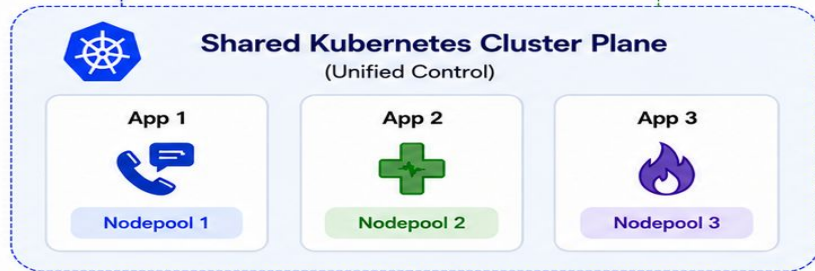 Shared Kubernetes Cluster Plane
(Unified Control)
App 1
App 2
App 3
Nodepool 1
Nodepool 2
Nodepool 3